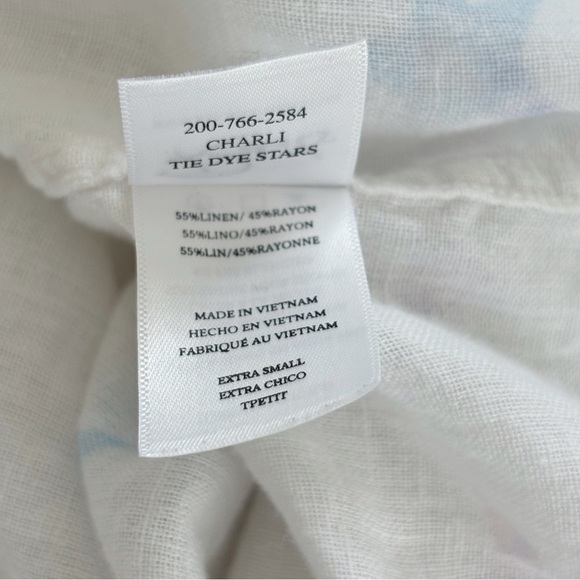 200-766-2584
CHARLI
TIE DYE STARS
55%LINEN/ 45%RAYON
55%LINO/45%RAYON
55%LIN/45%RAYONNE
MADE IN VIETNAM
HECHO EN VIETNAM
FABRIQUÉ AU VIETNAM
EXTRA SMALL
EXTRA CHICO
TPETIT